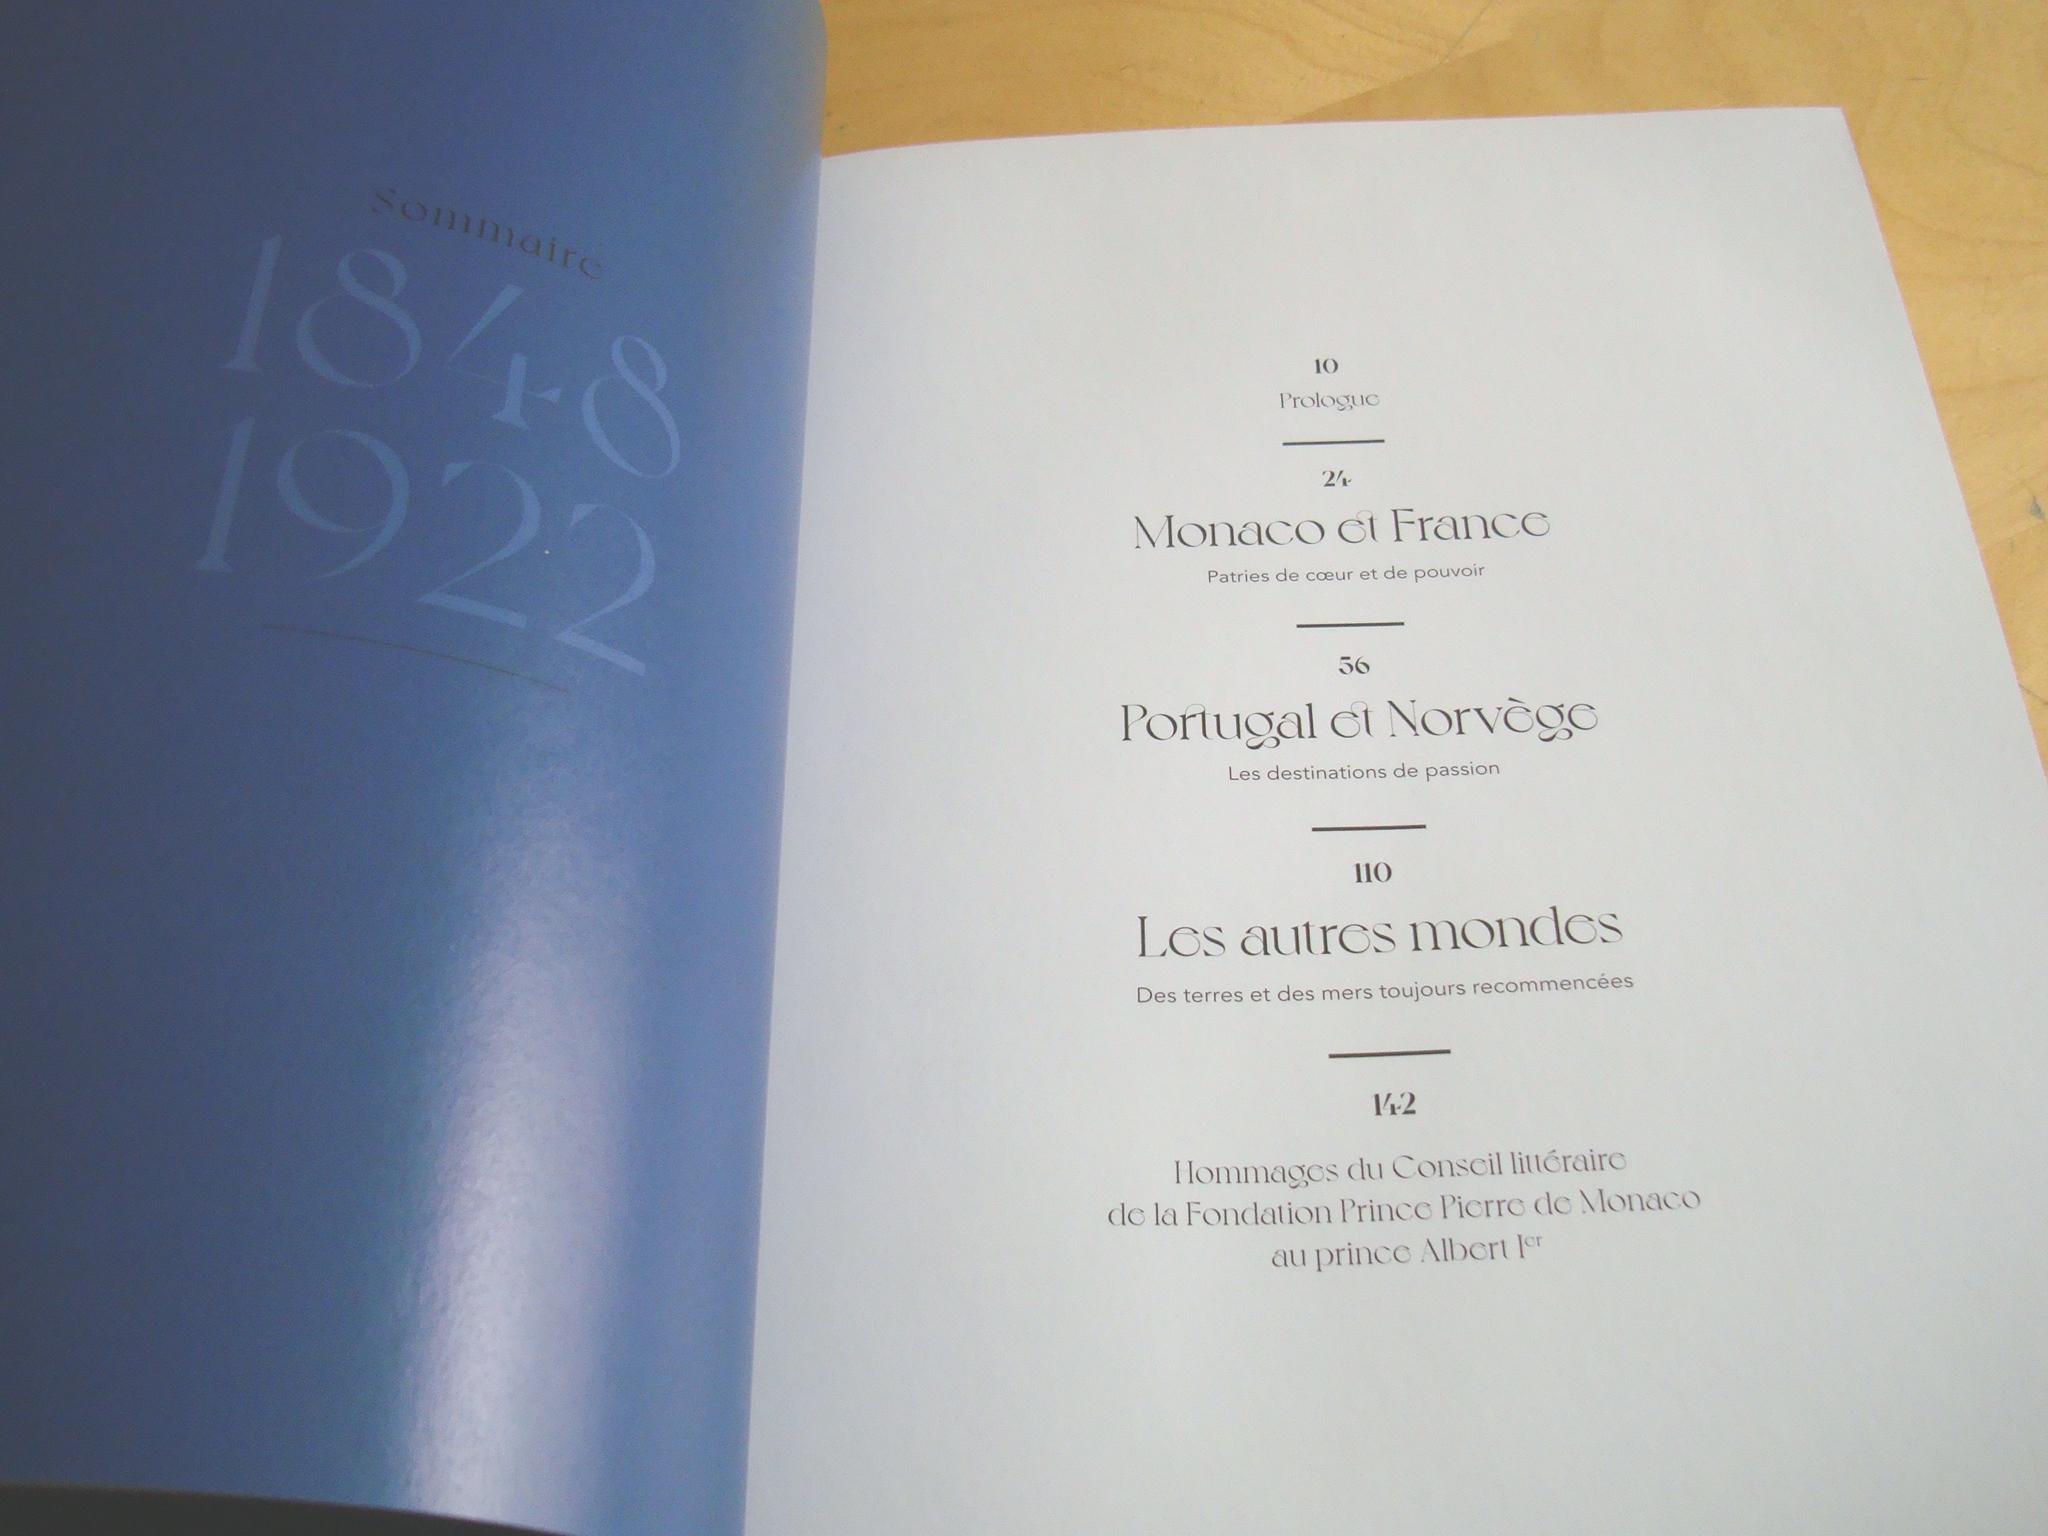 Sommaire
1848
1922
10
Prologue
24
Monaco et France
Patries de cœur et de pouvoir
56
Portugal et Norvège
Les destinations de passion
110
Les autres mondes
Des terres et des mers toujours recommencées
142
Hommages du Conseil littéraire
de la Fondation Prince Pierre de Monaco
au prince Albert Iᵉʳ